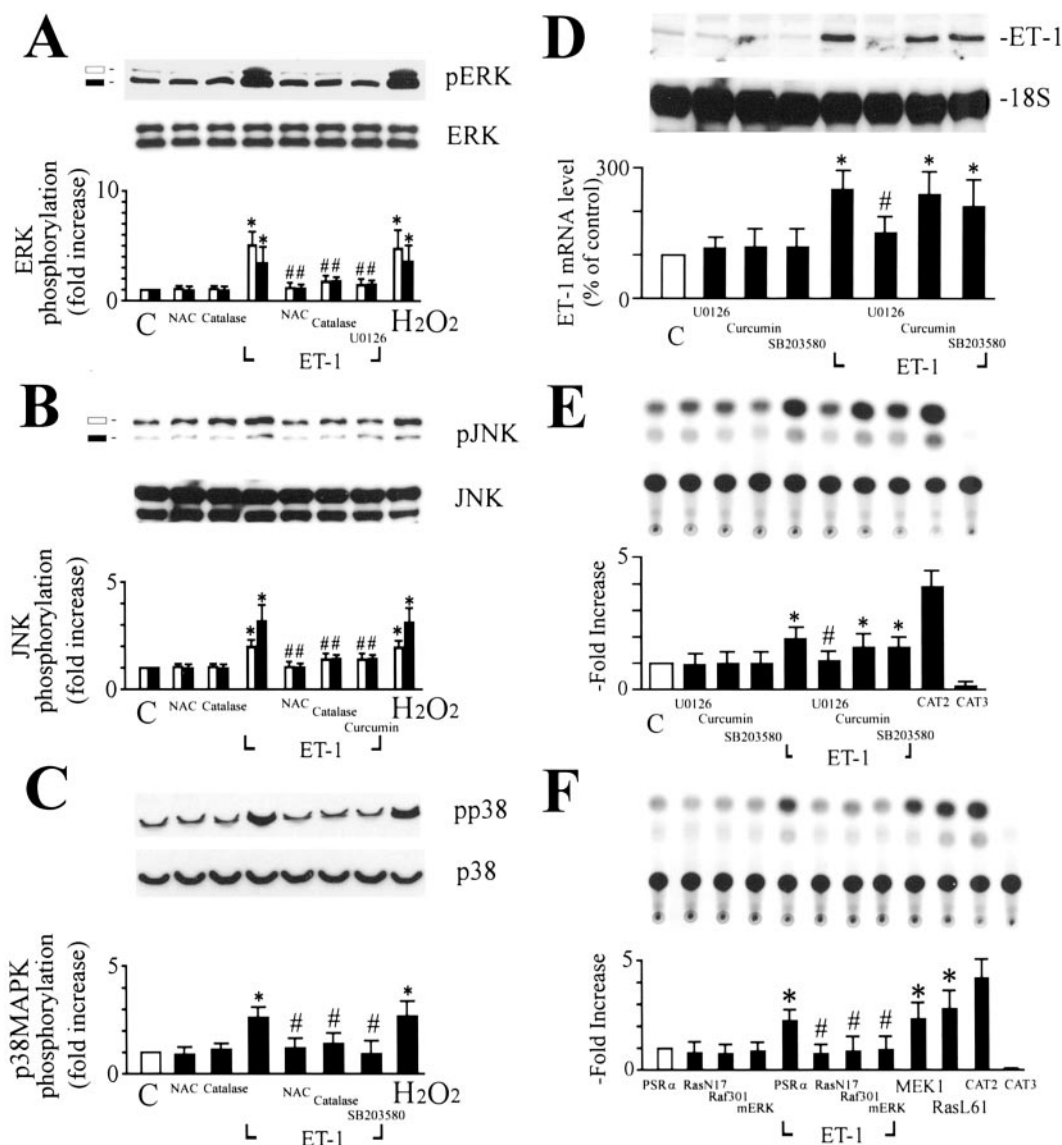 A
pERK
ERK
ERK phosphorylation (fold increase)
10
5
0
* * * *
## ## ##
C NAC Catalase NAC Catalase U0126 H2O2
ET-1
B
pJNK
JNK
JNK phosphorylation (fold increase)
5
0
* * * *
## ## ##
C NAC Catalase NAC Catalase Curcumin H2O2
ET-1
C
pp38
p38
p38MAPK phosphorylation (fold increase)
5
0
* # # # *
C NAC Catalase NAC Catalase SB203580 H2O2
ET-1
D
-ET-1
-18S
ET-1 mRNA level (% of control)
300
0
* # * *
C U0126 Curcumin SB203580 U0126 Curcumin SB203580
ET-1
E
-Fold Increase
5
0
* # * *
C U0126 Curcumin SB203580 U0126 Curcumin SB203580 CAT2 CAT3
ET-1
F
-Fold Increase
5
0
* # # # * *
PSRα RasN17 Raf301 mERK PSRα RasN17 Raf301 mERK MEK1 RasL61 CAT2 CAT3
ET-1